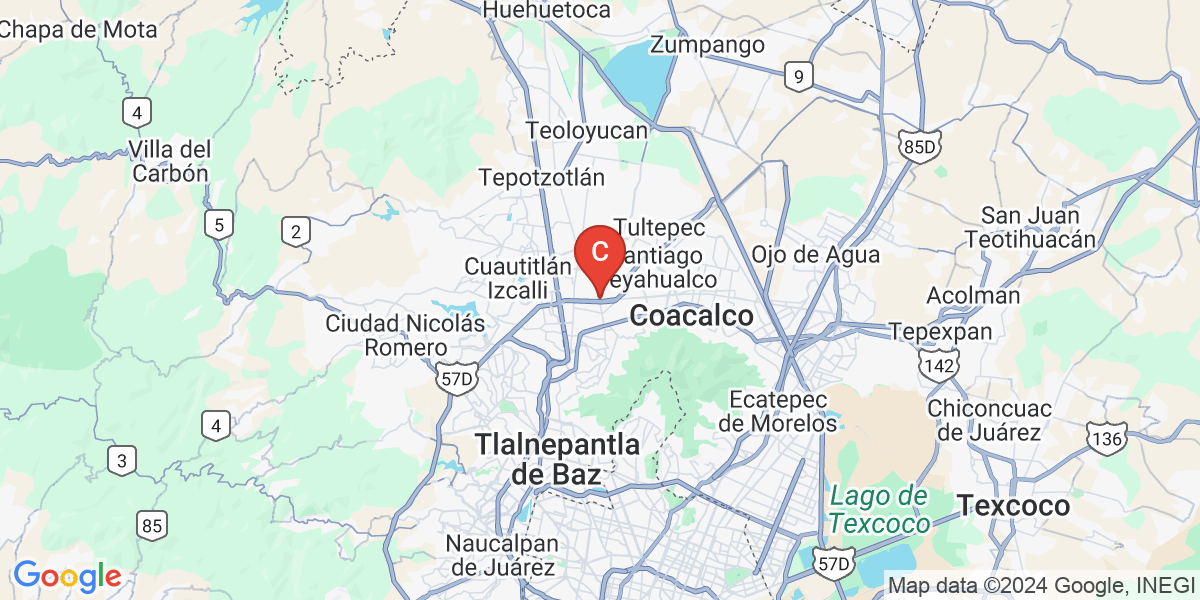 Huehuetoca
Chapa de Mota
Zumpango
9
4
Teoloyucan
Villa del
Carbón
85D
Tepotzotlán
5
2
San Juan
Teotihuacán
Tultepec
C
Ojo de Agua
Cuautitlán
Izcalli
Acolman
Coacalco
Ciudad Nicolás
Romero
Tepexpan
57D
142
Ecatepec
de Morelos
Chiconcuac
de Juárez
4
136
Tlalnepantla
de Baz
3
Lago de
Texcoco
Texcoco
85
Naucalpan
de Juárez
57D
Google
Map data ©2024 Google, INEGI